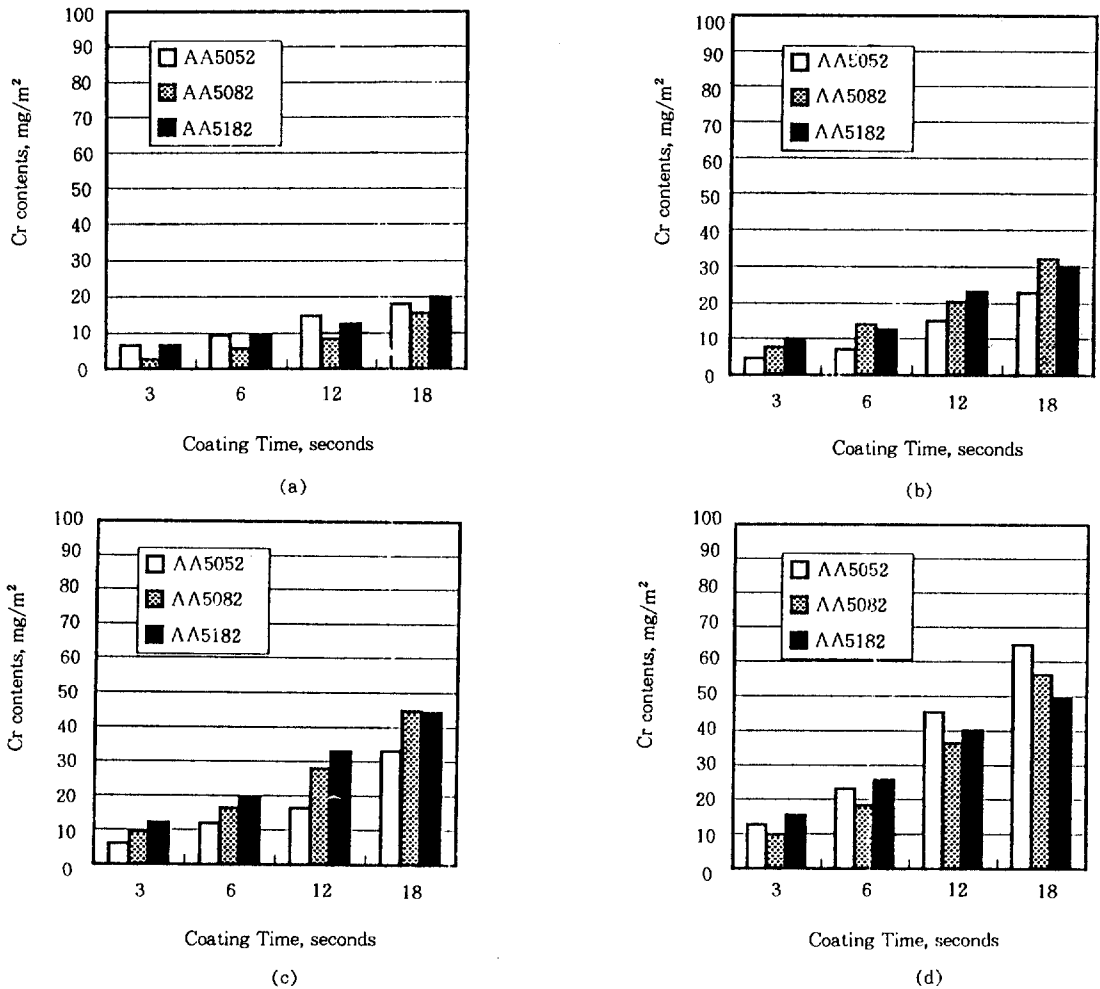 100
90
80
70
60
50
40
30
20
10
0
Cr contents, mg/m²
AA5052
AA5082
AA5182
3 6 12 18
Coating Time, seconds
(a)
100
90
80
70
60
50
40
30
20
10
0
Cr contents, mg/m²
AA5052
AA5082
AA5182
3 6 12 18
Coating Time, seconds
(b)
100
90
80
70
60
50
40
30
20
10
0
Cr contents, mg/m²
AA5052
AA5082
AA5182
3 6 12 18
Coating Time, seconds
(c)
100
90
80
70
60
50
40
30
20
10
0
Cr contents, mg/m²
AA5052
AA5082
AA5182
3 6 12 18
Coating Time, seconds
(d)